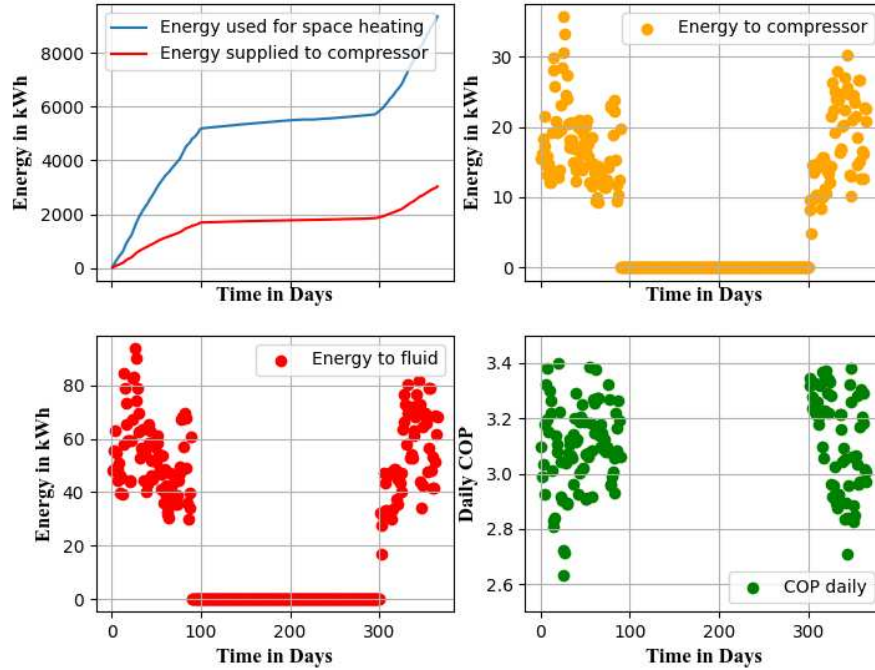 Energy used for space heating
Energy supplied to compressor
8000
6000
4000
2000
0
Energy in kWh
Time in Days
Energy to compressor
30
20
10
0
Energy in kWh
Time in Days
Energy to fluid
80
60
40
20
0
Energy in kWh
0 100 200 300
Time in Days
3.4
3.2
3.0
2.8
2.6
Daily COP
COP daily
0 100 200 300
Time in Days